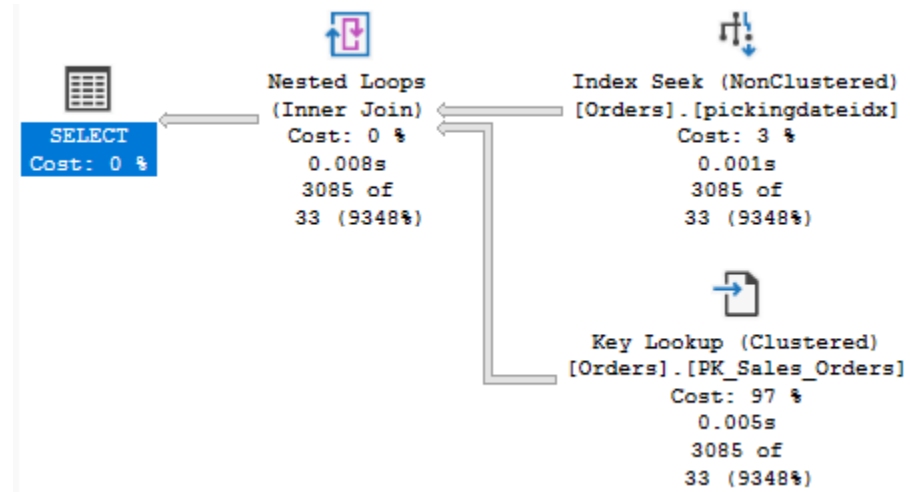 SELECT
Cost: 0 %
Nested Loops
(Inner Join)
Cost: 0 %
0.008s
3085 of
33 (9348%)
Index Seek (NonClustered)
[Orders].[pickingdateidx]
Cost: 3 %
0.001s
3085 of
33 (9348%)
Key Lookup (Clustered)
[Orders].[PK_Sales_Orders]
Cost: 97 %
0.005s
3085 of
33 (9348%)